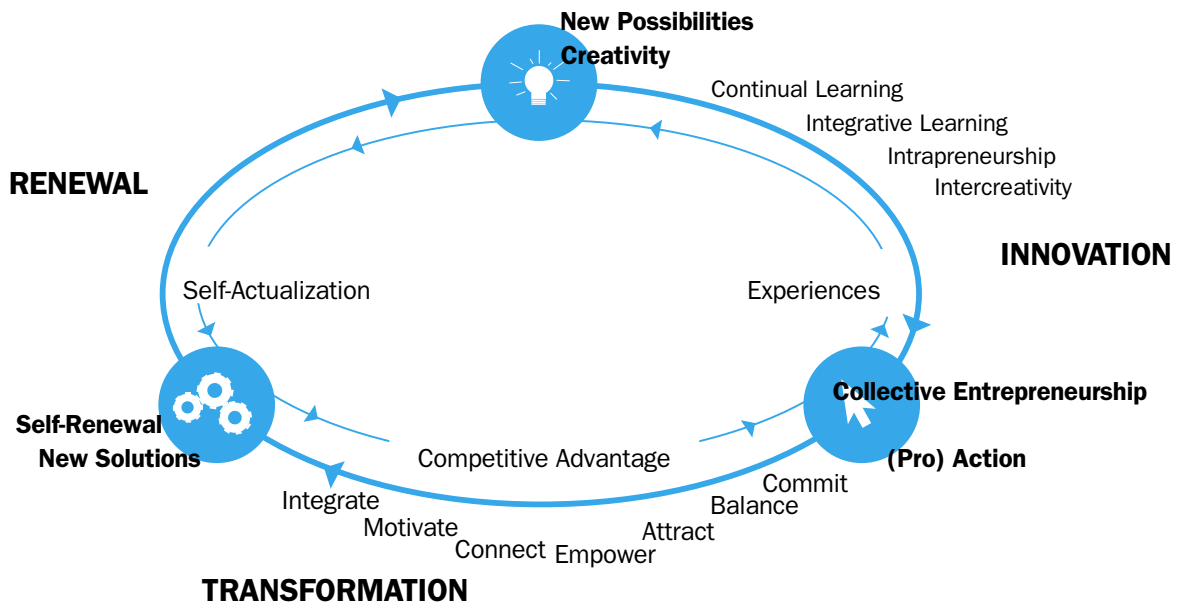 New Possibilities
Creativity
Continual Learning
Integrative Learning
Intrapreneurship
Intercreativity
RENEWAL
INNOVATION
Self-Actualization
Experiences
Collective Entrepreneurship
(Pro) Action
Self-Renewal
New Solutions
Competitive Advantage
Integrate
Motivate
Connect
Empower
Attract
Balance
Commit
TRANSFORMATION